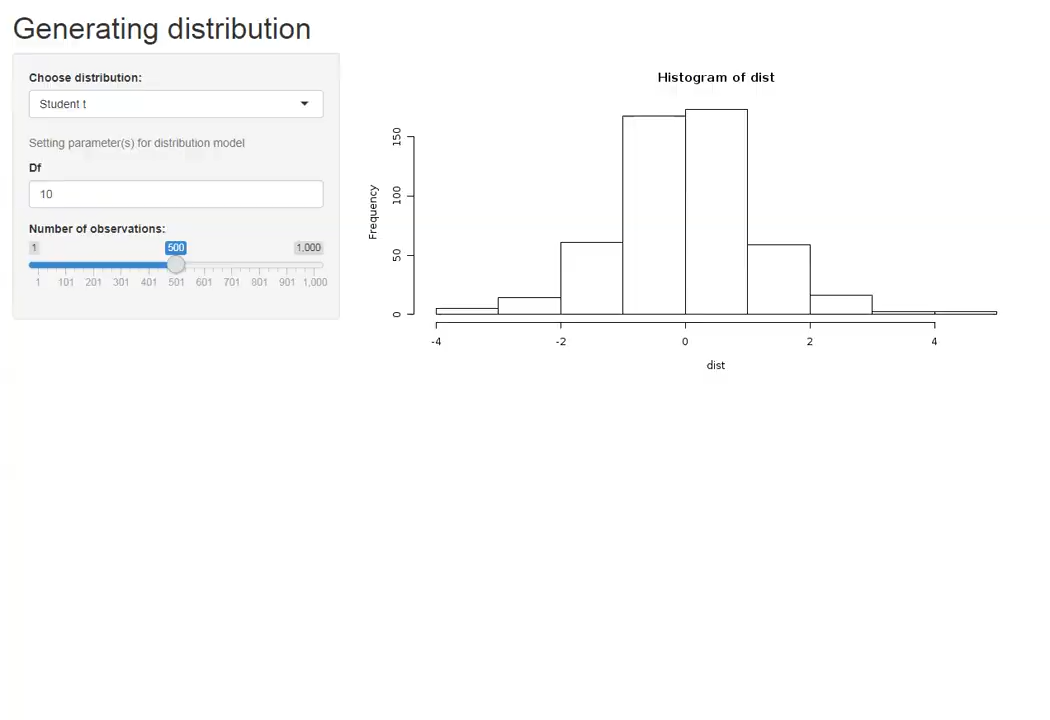 Generating distribution
Choose distribution:
Student t
Setting parameter(s) for distribution model
Df
10
Number of observations:
1 500 1,000
1 101 201 301 401 501 601 701 801 901 1,000
Histogram of dist
Frequency
150
100
50
0
-4 -2 0 2 4
dist